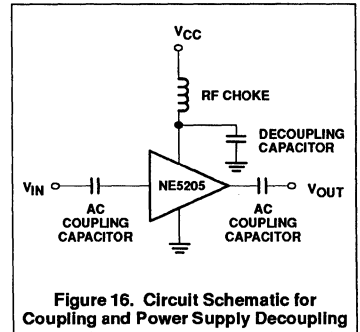 VCC
RF CHOKE
DECOUPLING
CAPACITOR
VIN
NE5205
VOUT
AC
COUPLING
CAPACITOR
AC
COUPLING
CAPACITOR
Figure 16. Circuit Schematic for
Coupling and Power Supply Decoupling